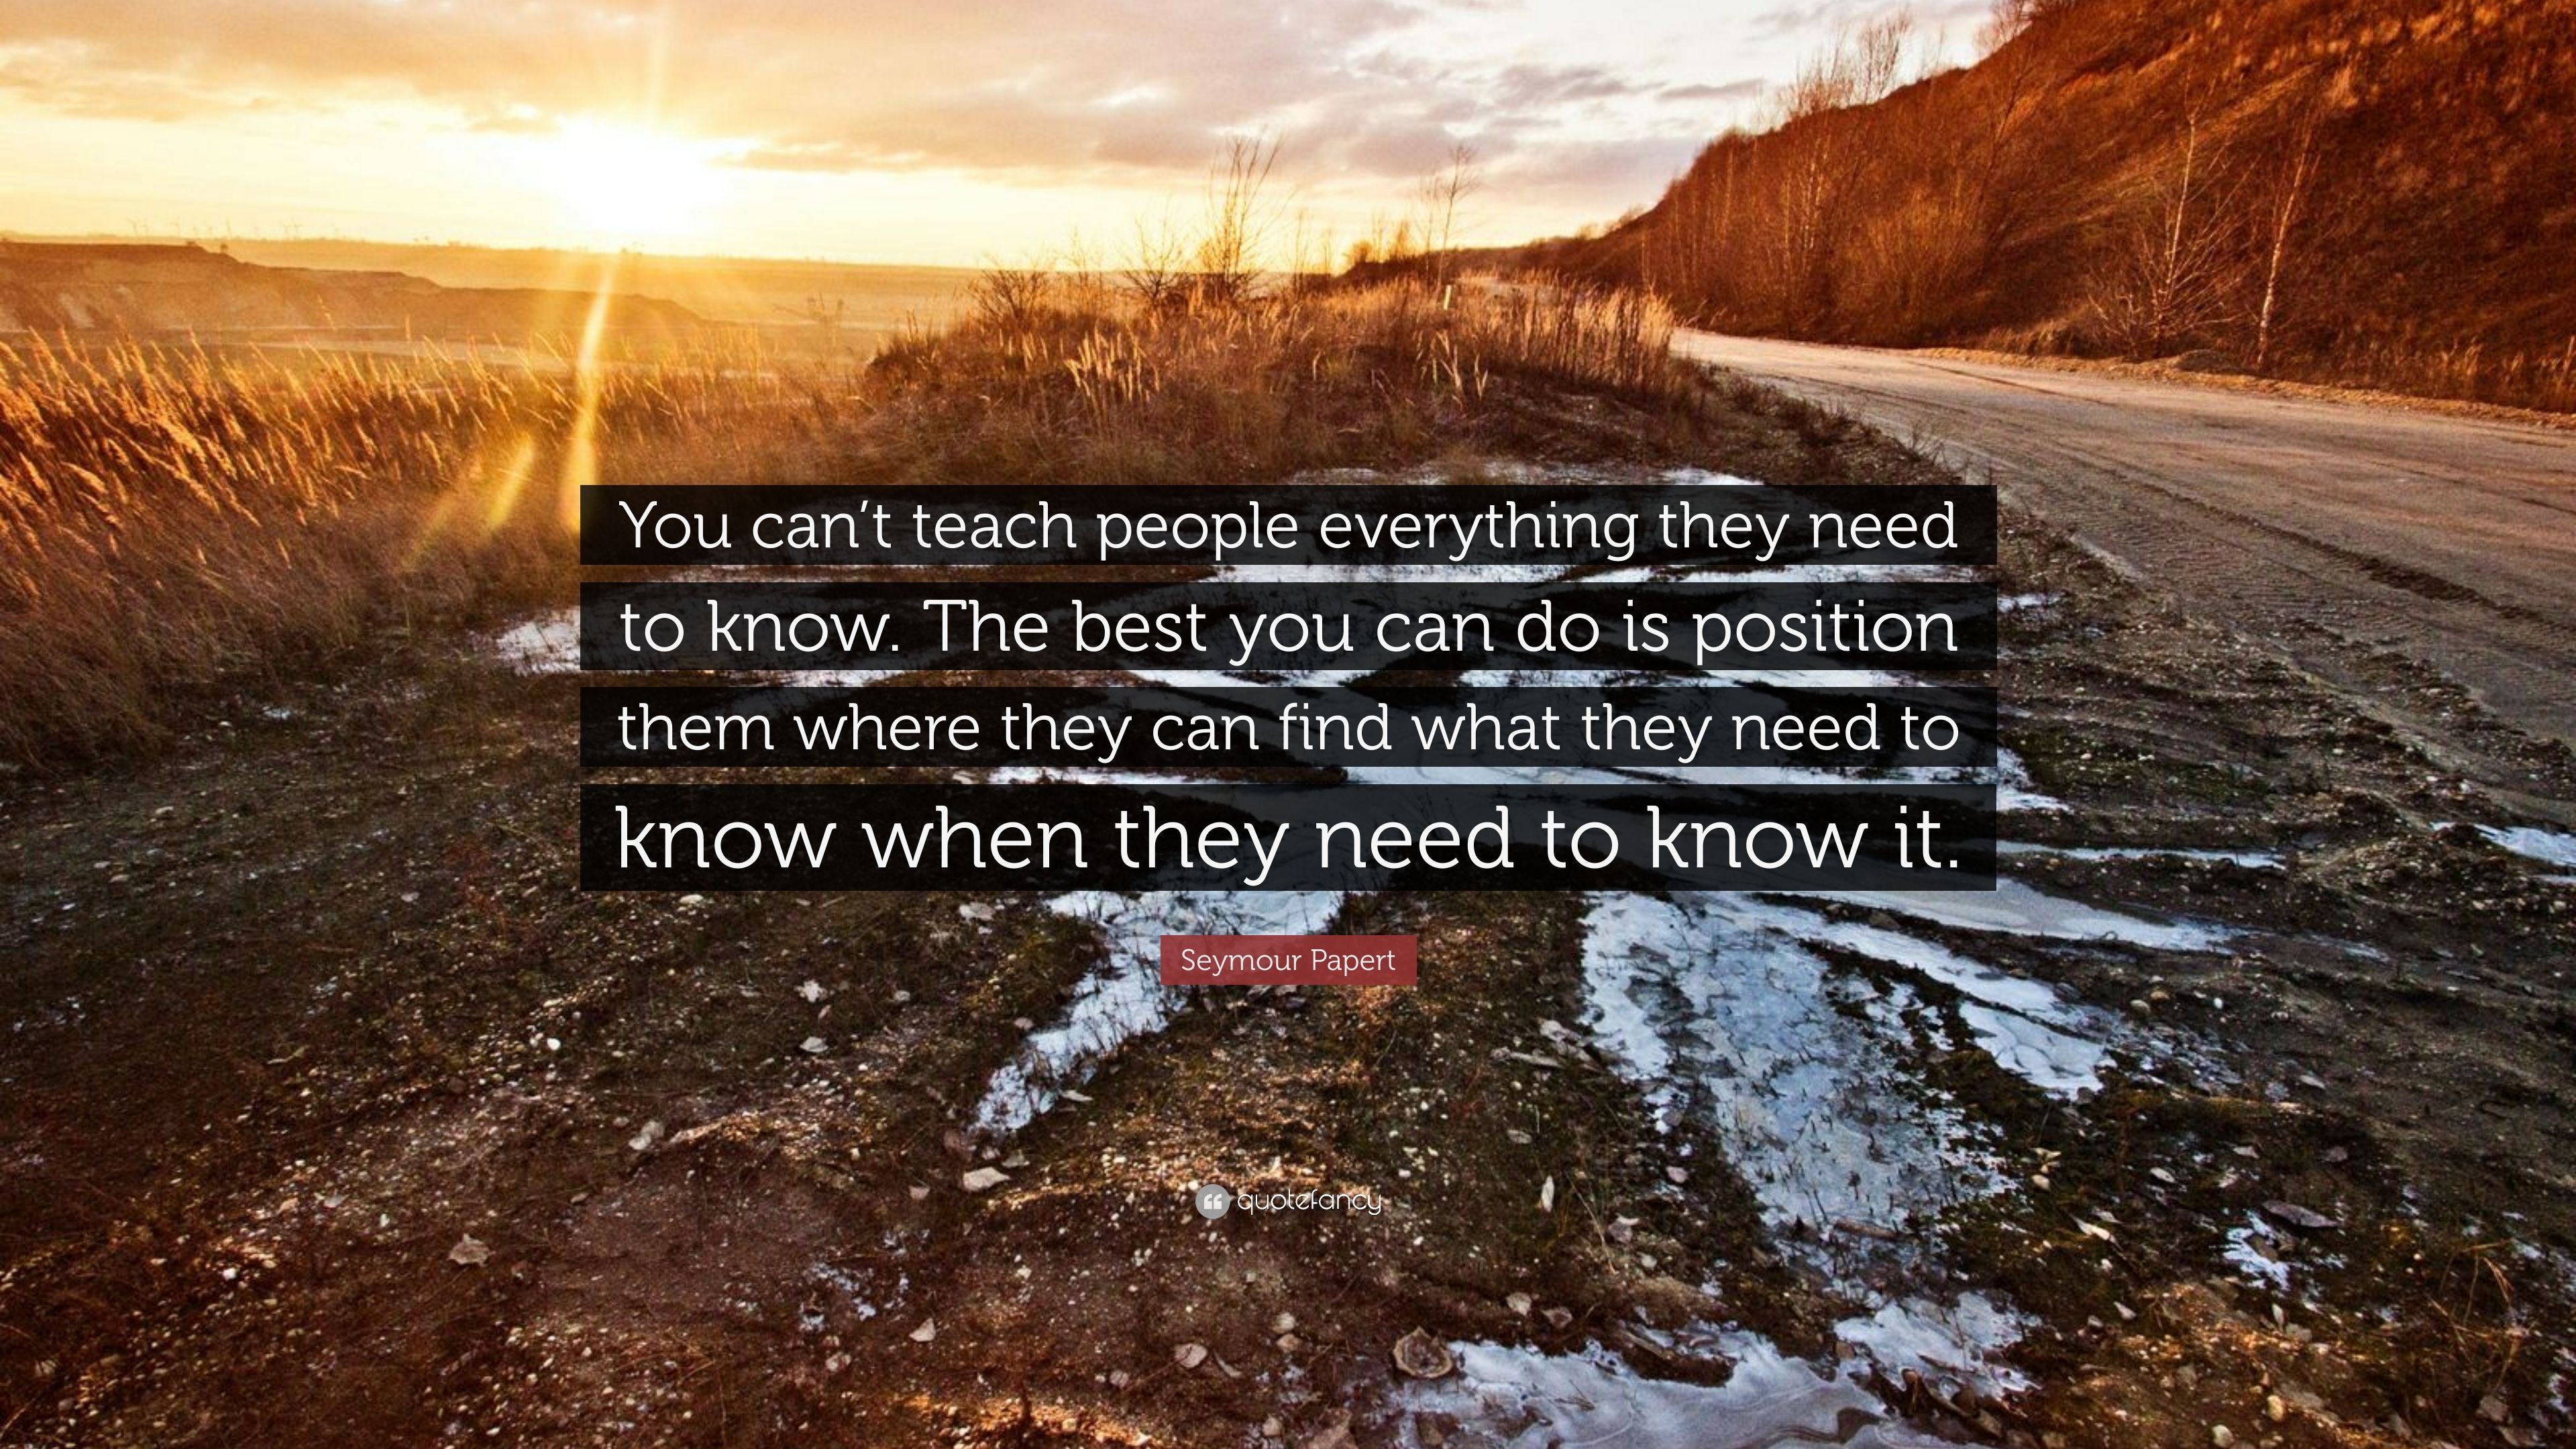 You can’t teach people everything they need
to know. The best you can do is position
them where they can find what they need to
know when they need to know it.
Seymour Papert
quotefancy